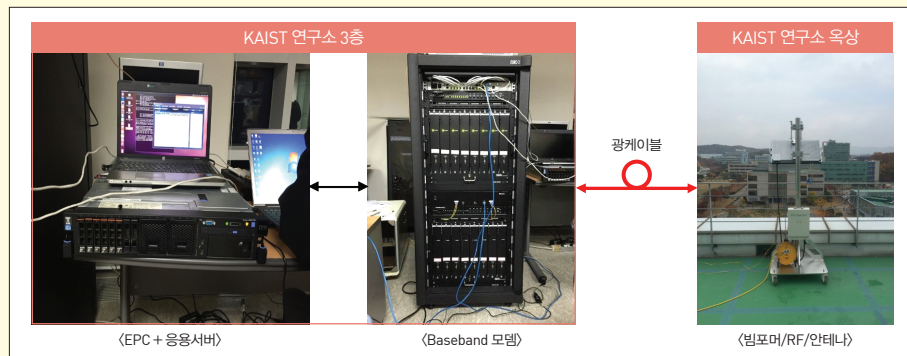 KAIST 연구소 3층
KAIST 연구소 옥상
광케이블
〈EPC + 응용서버〉
〈Baseband 모뎀〉
〈빔포머/RF/안테나〉